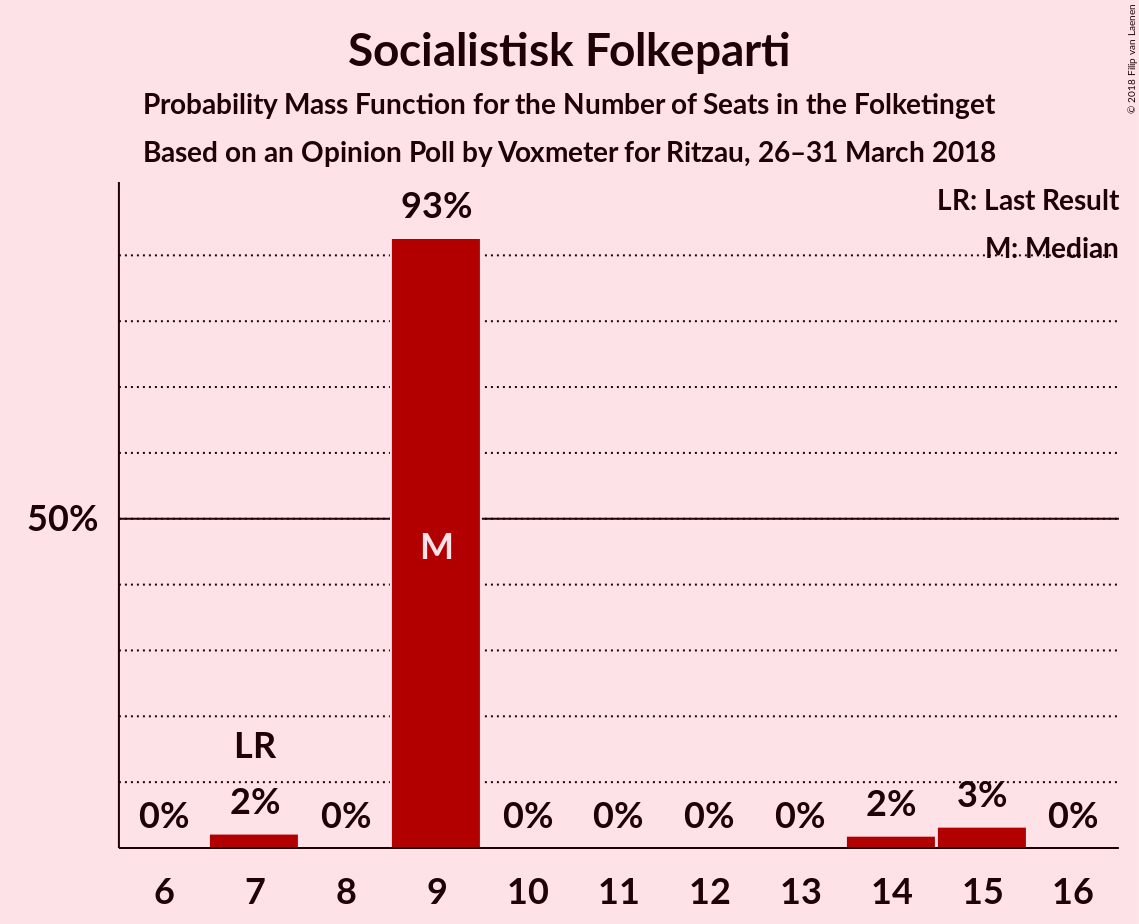 Socialistisk Folkeparti
Probability Mass Function for the Number of Seats in the Folketinget
Based on an Opinion Poll by Voxmeter for Ritzau, 26–31 March 2018
© 2018 Filip van Laenen
LR: Last Result
M: Median
93%
50%
M
LR
0%
2%
0%
0%
0%
0%
0%
2%
3%
0%
6 7 8 9 10 11 12 13 14 15 16